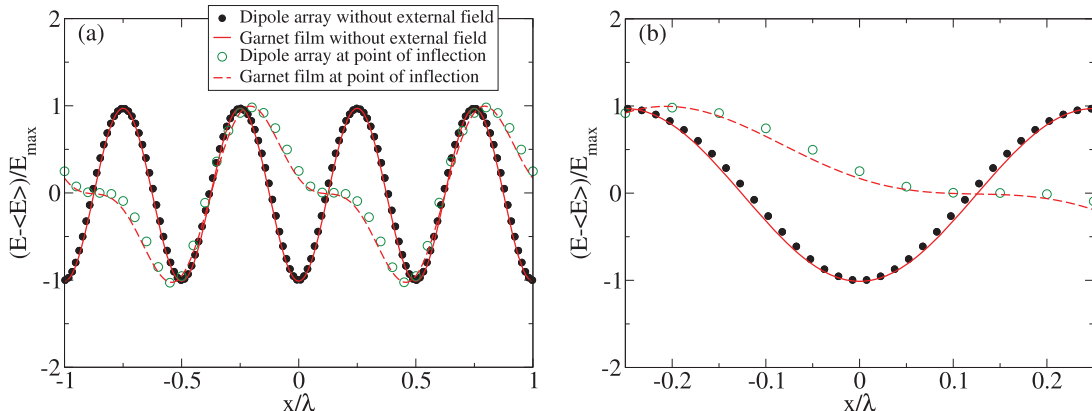 (a)
Dipole array without external field
Garnet film without external field
Dipole array at point of inflection
Garnet film at point of inflection
(E-<E>)/E_max
2
1
0
-1
-2
-1
-0.5
0
0.5
1
x/λ
(b)
(E-<E>)/E_max
2
1
0
-1
-2
-0.2
-0.1
0
0.1
0.2
x/λ